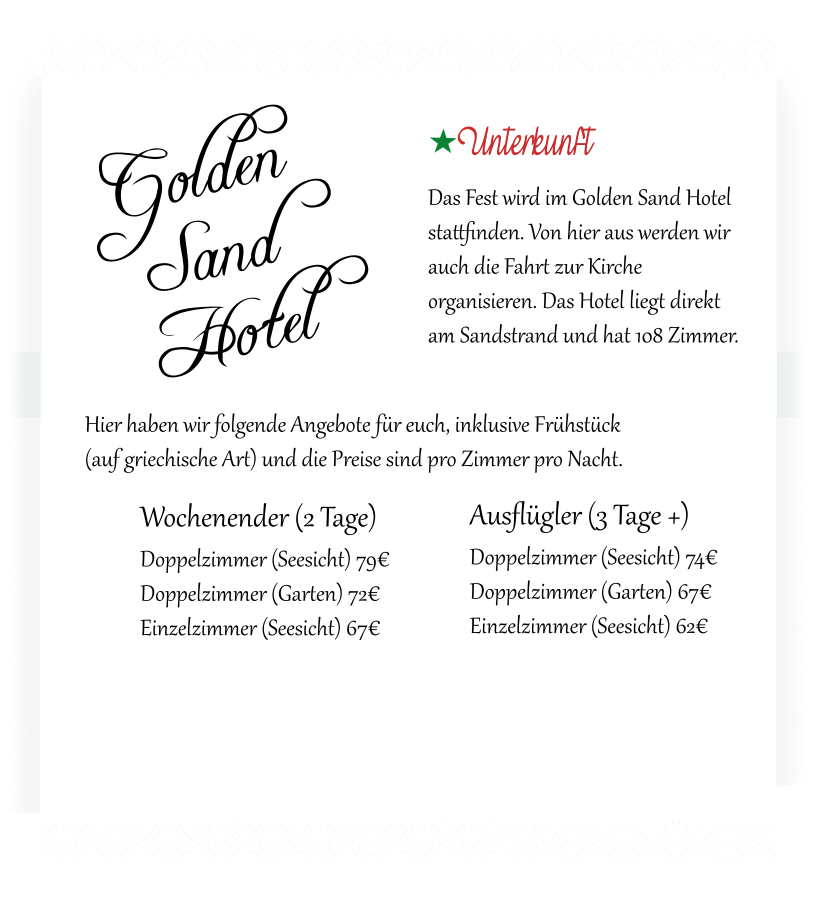 Golden
Sand
Hotel
★Unterkunft
Das Fest wird im Golden Sand Hotel
stattfinden. Von hier aus werden wir
auch die Fahrt zur Kirche
organisieren. Das Hotel liegt direkt
am Sandstrand und hat 108 Zimmer.
Hier haben wir folgende Angebote für euch, inklusive Frühstück
(auf griechische Art) und die Preise sind pro Zimmer pro Nacht.
Wochenender (2 Tage)
Doppelzimmer (Seesicht) 79€
Doppelzimmer (Garten) 72€
Einzelzimmer (Seesicht) 67€
Ausflügler (3 Tage +)
Doppelzimmer (Seesicht) 74€
Doppelzimmer (Garten) 67€
Einzelzimmer (Seesicht) 62€